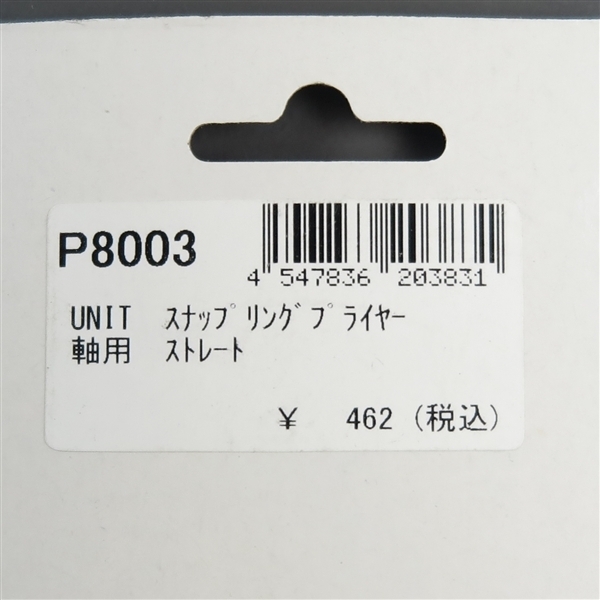 P8003
4 547836 203831
UNIT ｽﾅｯﾌﾟﾘﾝｸﾞﾌﾟﾗｲﾔｰ
軸用 ｽﾄﾚｰﾄ
¥ 462 (税込)